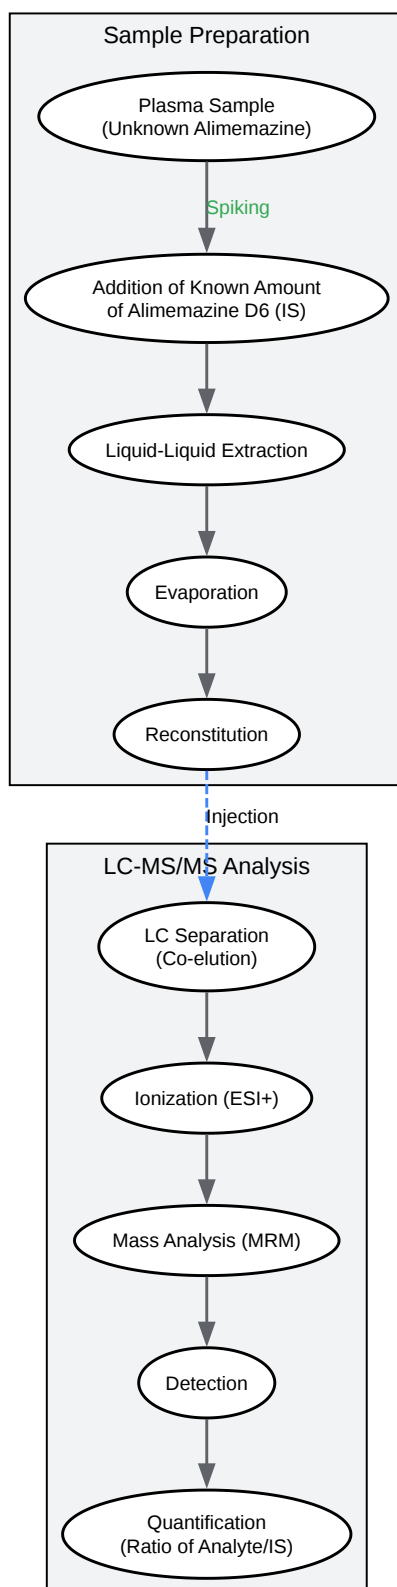 Sample Preparation
Plasma Sample
(Unknown Alimemazine)
Spiking
Addition of Known Amount
of Alimemazine D6 (IS)
Liquid-Liquid Extraction
Evaporation
Reconstitution
Injection
LC-MS/MS Analysis
LC Separation
(Co-elution)
Ionization (ESI+)
Mass Analysis (MRM)
Detection
Quantification
(Ratio of Analyte/IS)